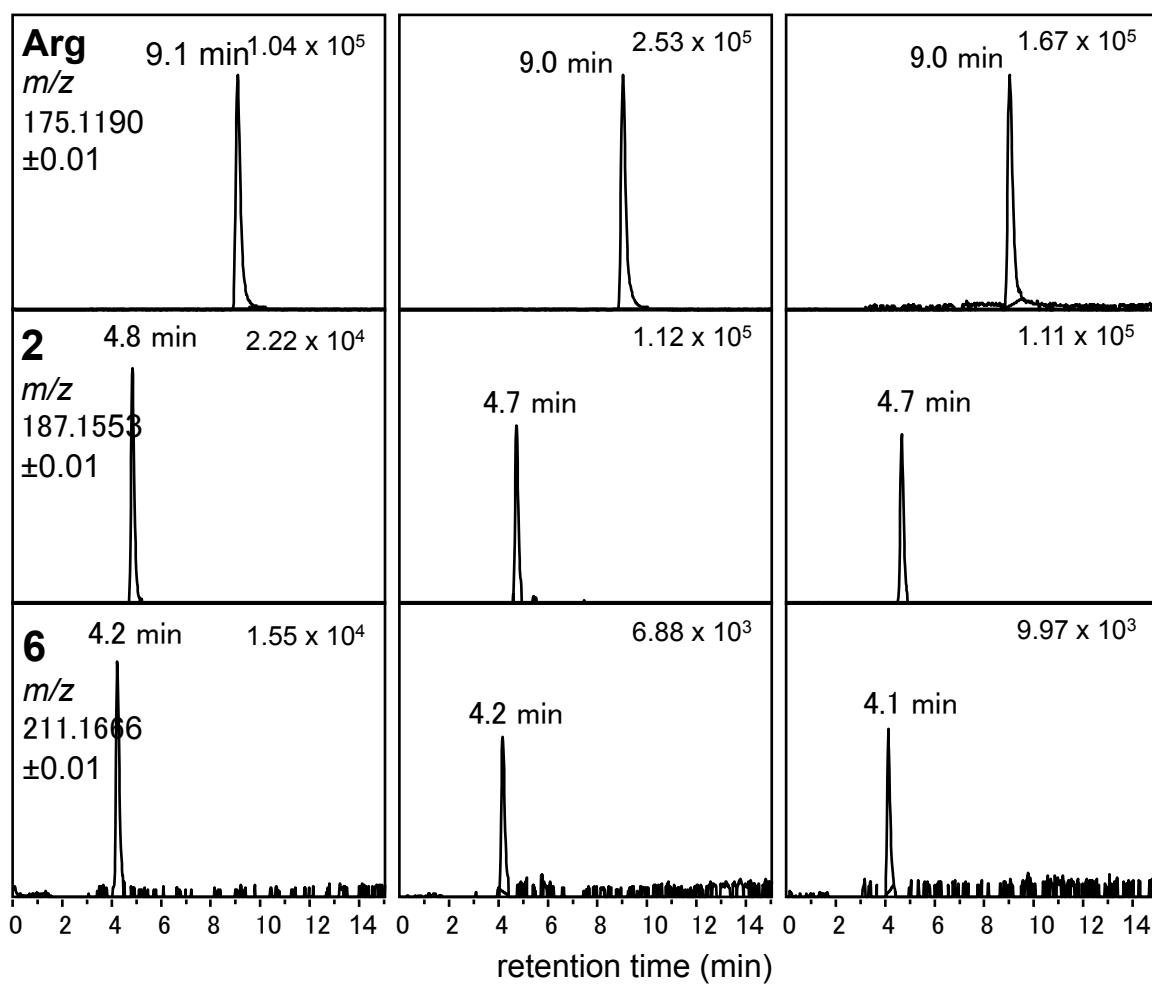 Arg
m/z
175.1190
±0.01
9.1 min
1.04 x 10⁵
9.0 min
2.53 x 10⁵
9.0 min
1.67 x 10⁵
2
m/z
187.1553
±0.01
4.8 min
2.22 x 10⁴
4.7 min
1.12 x 10⁵
4.7 min
1.11 x 10⁵
6
m/z
211.1666
±0.01
4.2 min
1.55 x 10⁴
4.2 min
6.88 x 10³
4.1 min
9.97 x 10³
0 2 4 6 8 10 12 14
0 2 4 6 8 10 12 14
0 2 4 6 8 10 12 14
retention time (min)